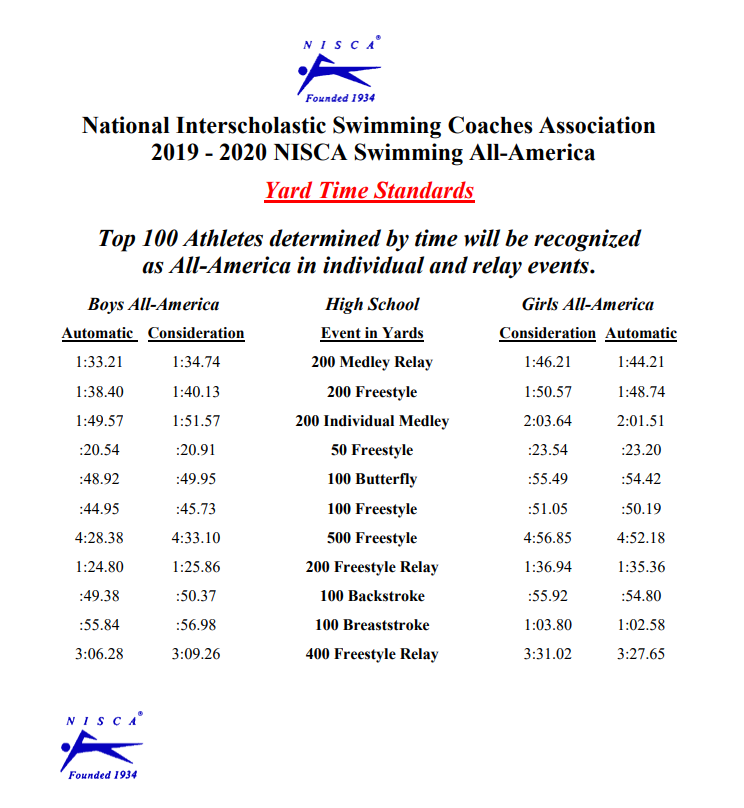 N I S C A®
Founded 1934
National Interscholastic Swimming Coaches Association
2019 - 2020 NISCA Swimming All-America
Yard Time Standards
Top 100 Athletes determined by time will be recognized
as All-America in individual and relay events.
Boys All-America High School Girls All-America
Automatic Consideration Event in Yards Consideration Automatic
1:33.21 1:34.74 200 Medley Relay 1:46.21 1:44.21
1:38.40 1:40.13 200 Freestyle 1:50.57 1:48.74
1:49.57 1:51.57 200 Individual Medley 2:03.64 2:01.51
:20.54 :20.91 50 Freestyle :23.54 :23.20
:48.92 :49.95 100 Butterfly :55.49 :54.42
:44.95 :45.73 100 Freestyle :51.05 :50.19
4:28.38 4:33.10 500 Freestyle 4:56.85 4:52.18
1:24.80 1:25.86 200 Freestyle Relay 1:36.94 1:35.36
:49.38 :50.37 100 Backstroke :55.92 :54.80
:55.84 :56.98 100 Breaststroke 1:03.80 1:02.58
3:06.28 3:09.26 400 Freestyle Relay 3:31.02 3:27.65
N I S C A®
Founded 1934